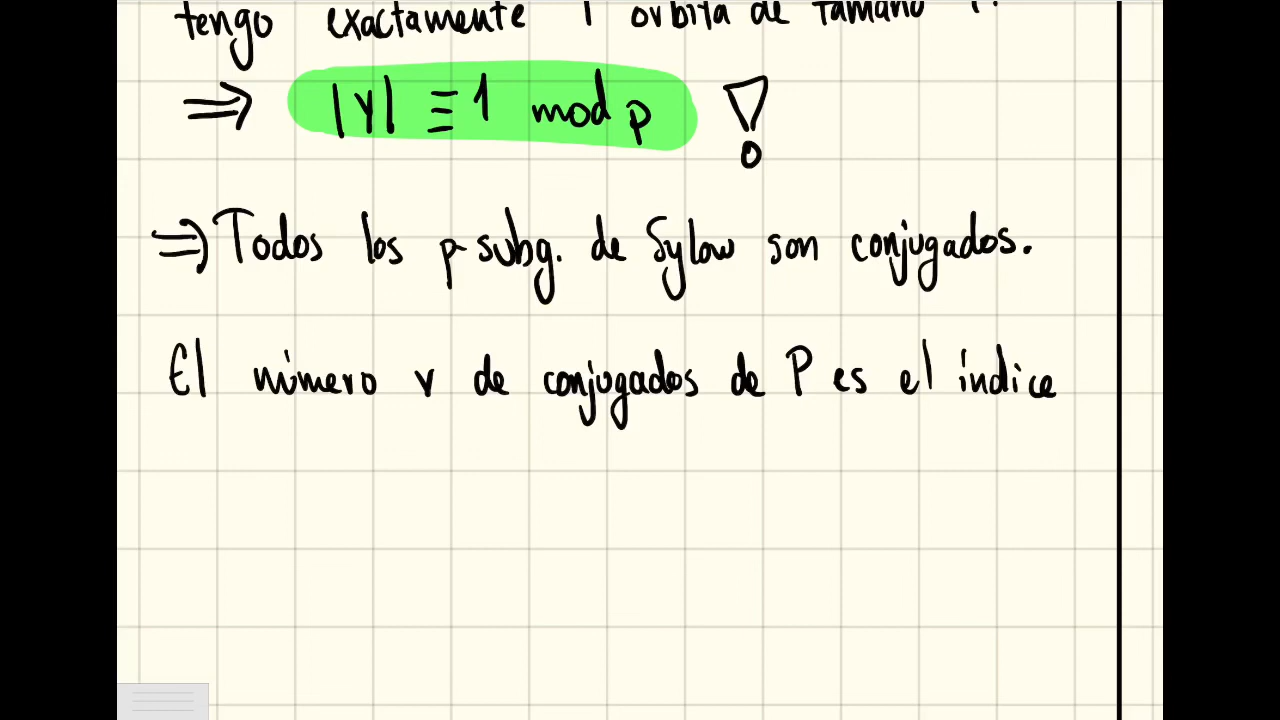 tengo exactamente 1 órbita de tamaño 1.
⇒ |Y| ≡ 1 mod p !
⇒ Todos los p-subg. de Sylow son conjugados.
El número r de conjugados de P es el índice